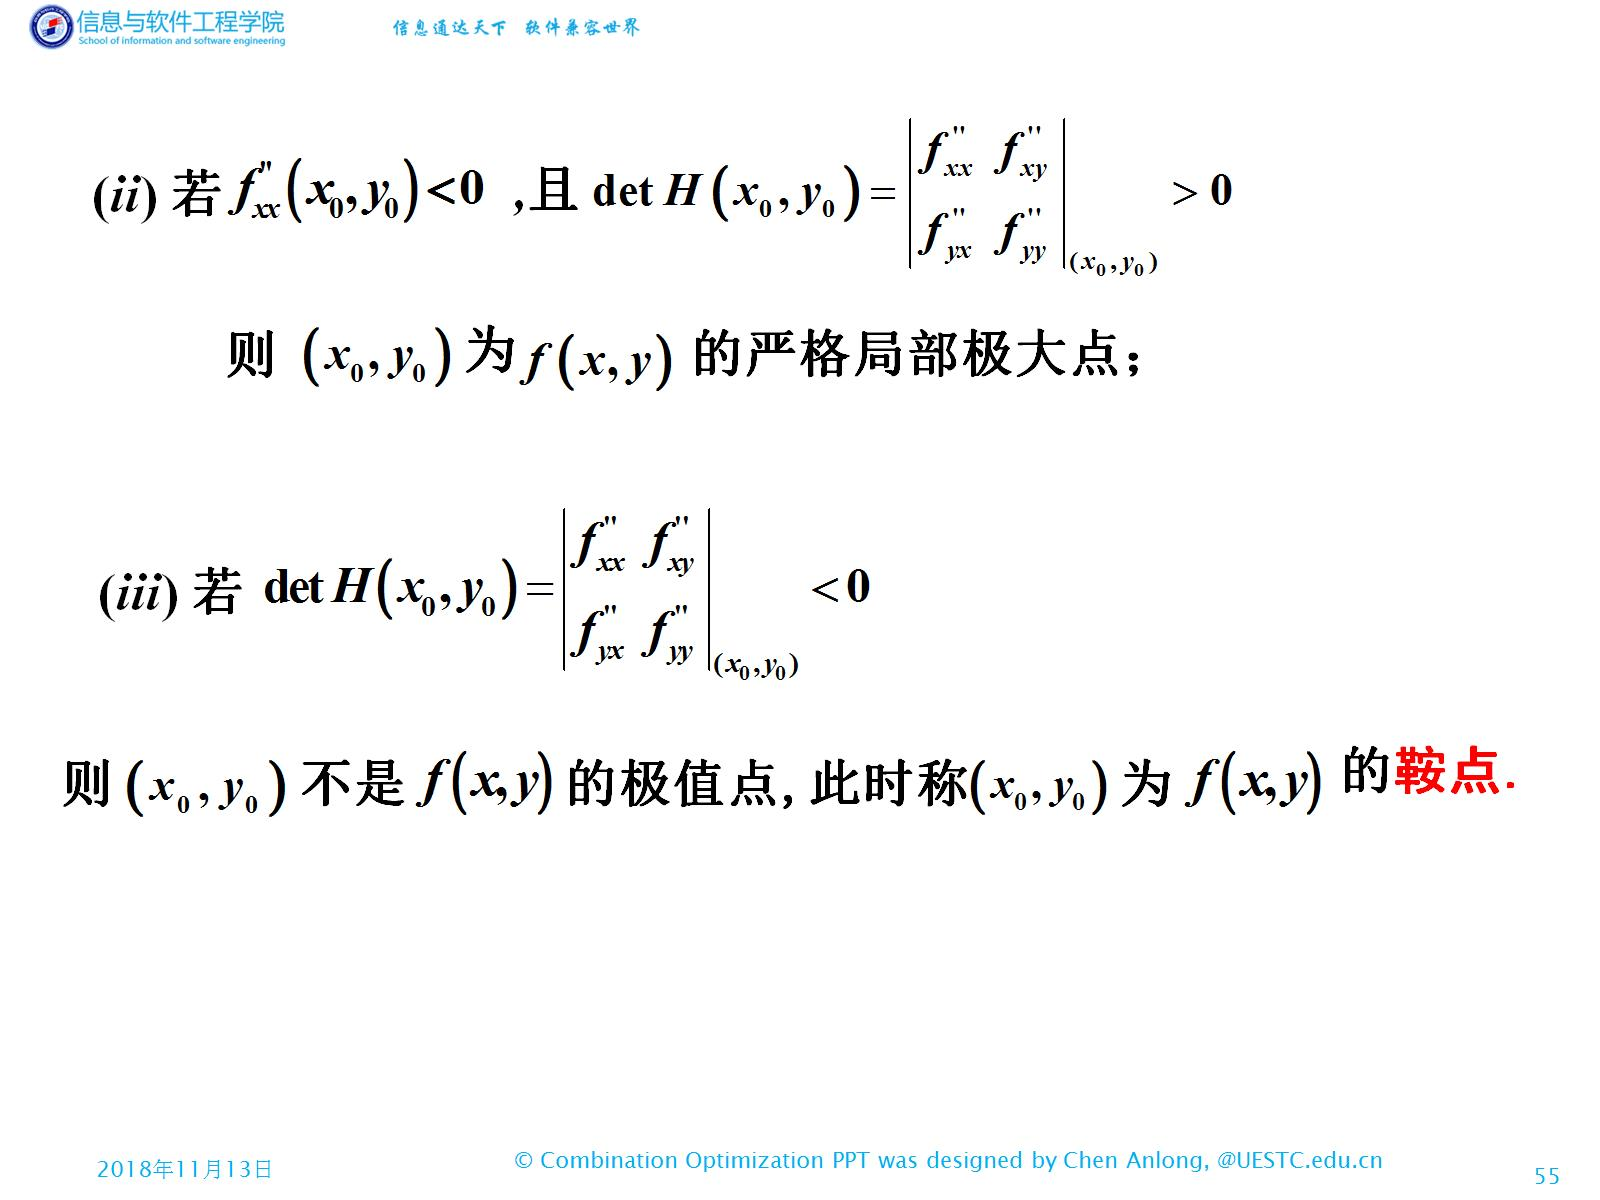 信息与软件工程学院
School of information and software engineering
信息通达天下 软件兼容世界
(ii) 若 f''xx(x0,y0)<0 ,且 det H(x0,y0)= | f''xx f''xy | >0
| f''yx f''yy |(x0,y0)
则 (x0,y0)为 f(x,y) 的严格局部极大点;
(iii) 若 det H(x0,y0)= | f''xx f''xy | <0
| f''yx f''yy |(x0,y0)
则(x0,y0)不是 f(x,y)的极值点,此时称(x0,y0)为 f(x,y) 的鞍点.
2018年11月13日
© Combination Optimization PPT was designed by Chen Anlong, @UESTC.edu.cn
55